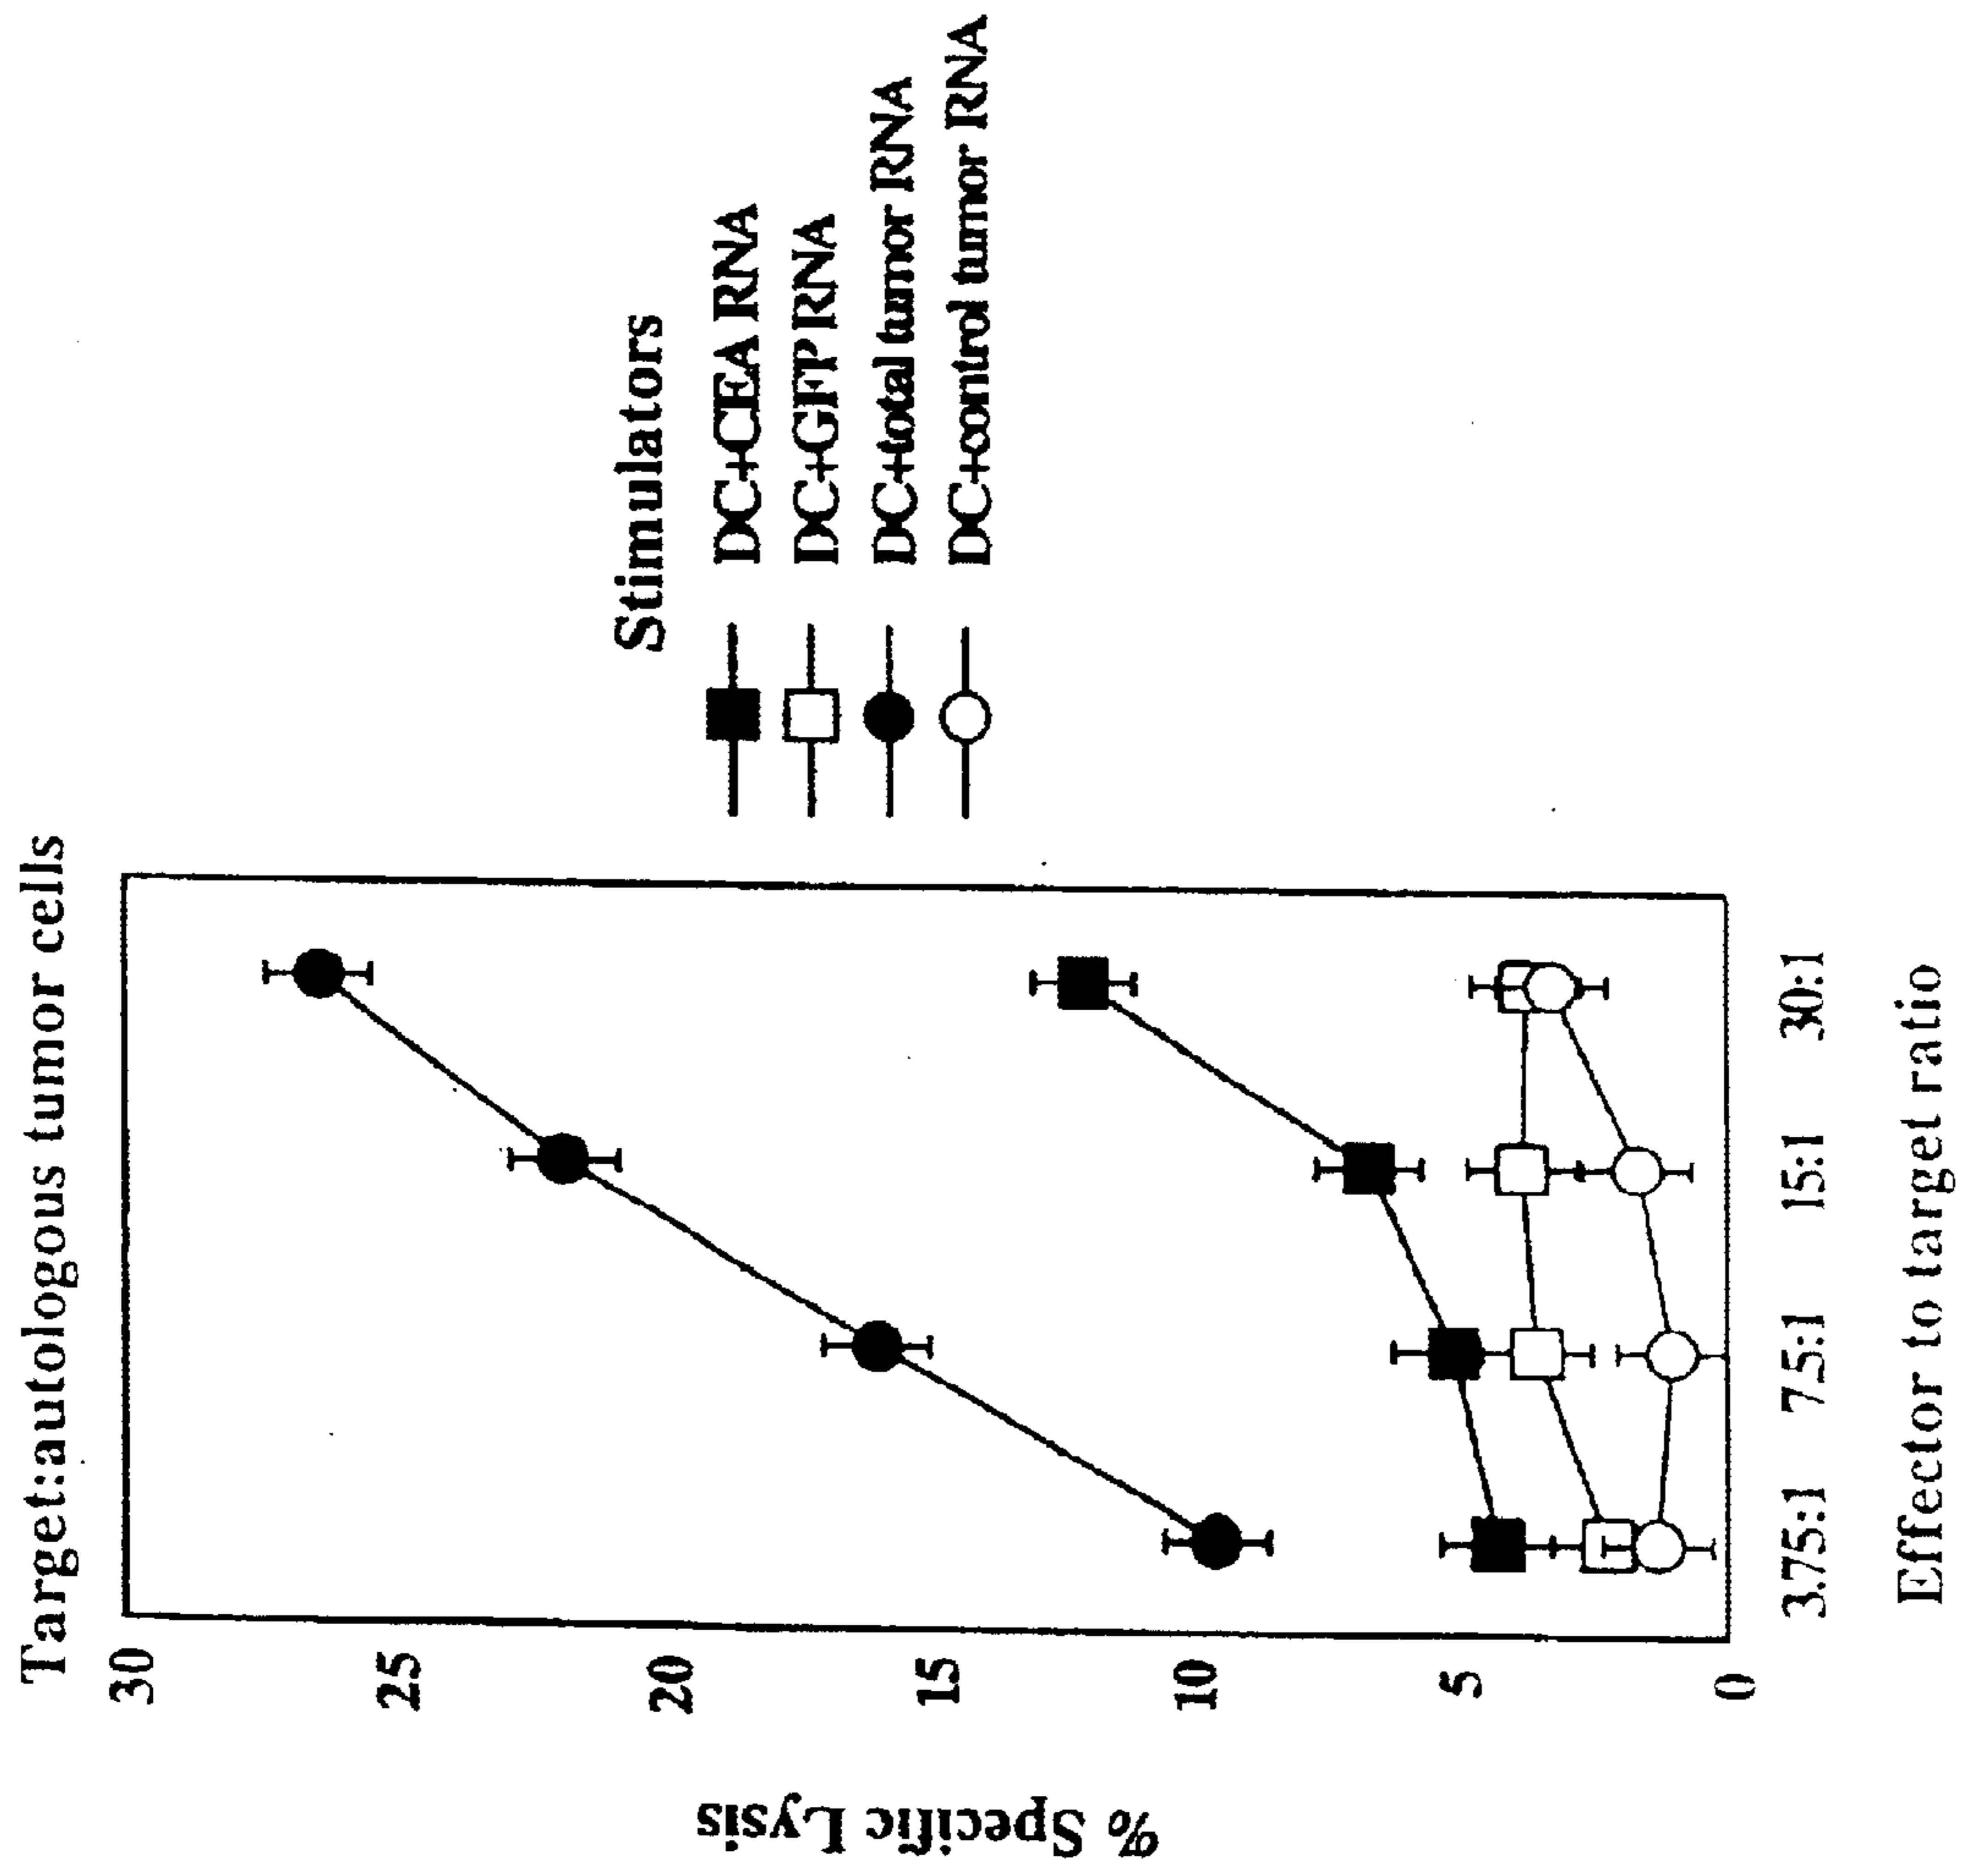 Target:autologous tumor cells
% Specific Lysis
30
25
20
15
10
5
0
3.75:1 7.5:1 15:1 30:1
Effector to target ratio
Stimulators
DC+CEA RNA
DC+GFP RNA
DC+total tumor RNA
DC+control tumor RNA